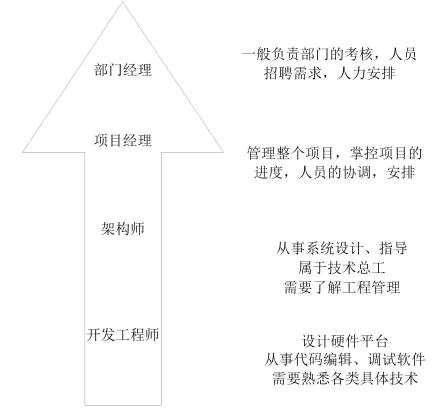 部门经理
一般负责部门的考核，人员
招聘需求，人力安排
项目经理
管理整个项目，掌控项目的
进度，人员的协调，安排
架构师
从事系统设计、指导
属于技术总工
需要了解工程管理
开发工程师
设计硬件平台
从事代码编辑、调试软件
需要熟悉各类具体技术